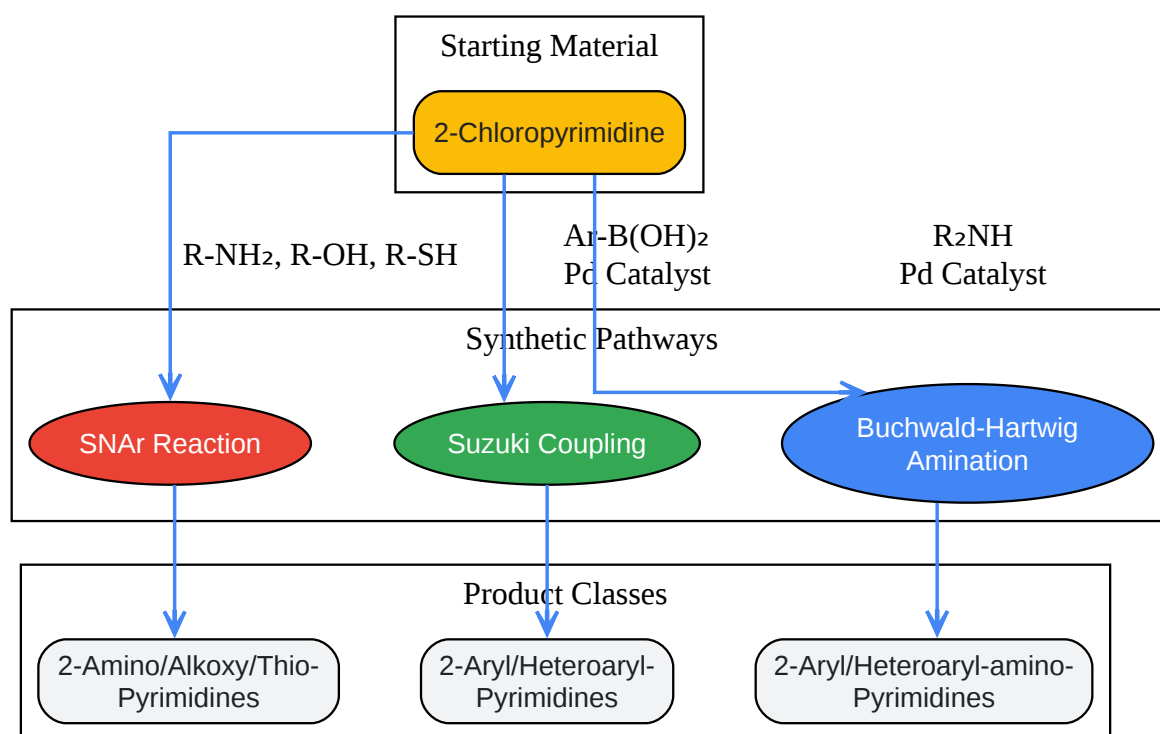 Starting Material
2-Chloropyrimidine
R-NH₂, R-OH, R-SH
Ar-B(OH)₂
Pd Catalyst
R₂NH
Pd Catalyst
Synthetic Pathways
SNAr Reaction
Suzuki Coupling
Buchwald-Hartwig
Amination
Product Classes
2-Amino/Alkoxy/Thio-
Pyrimidines
2-Aryl/Heteroaryl-
Pyrimidines
2-Aryl/Heteroaryl-amino-
Pyrimidines